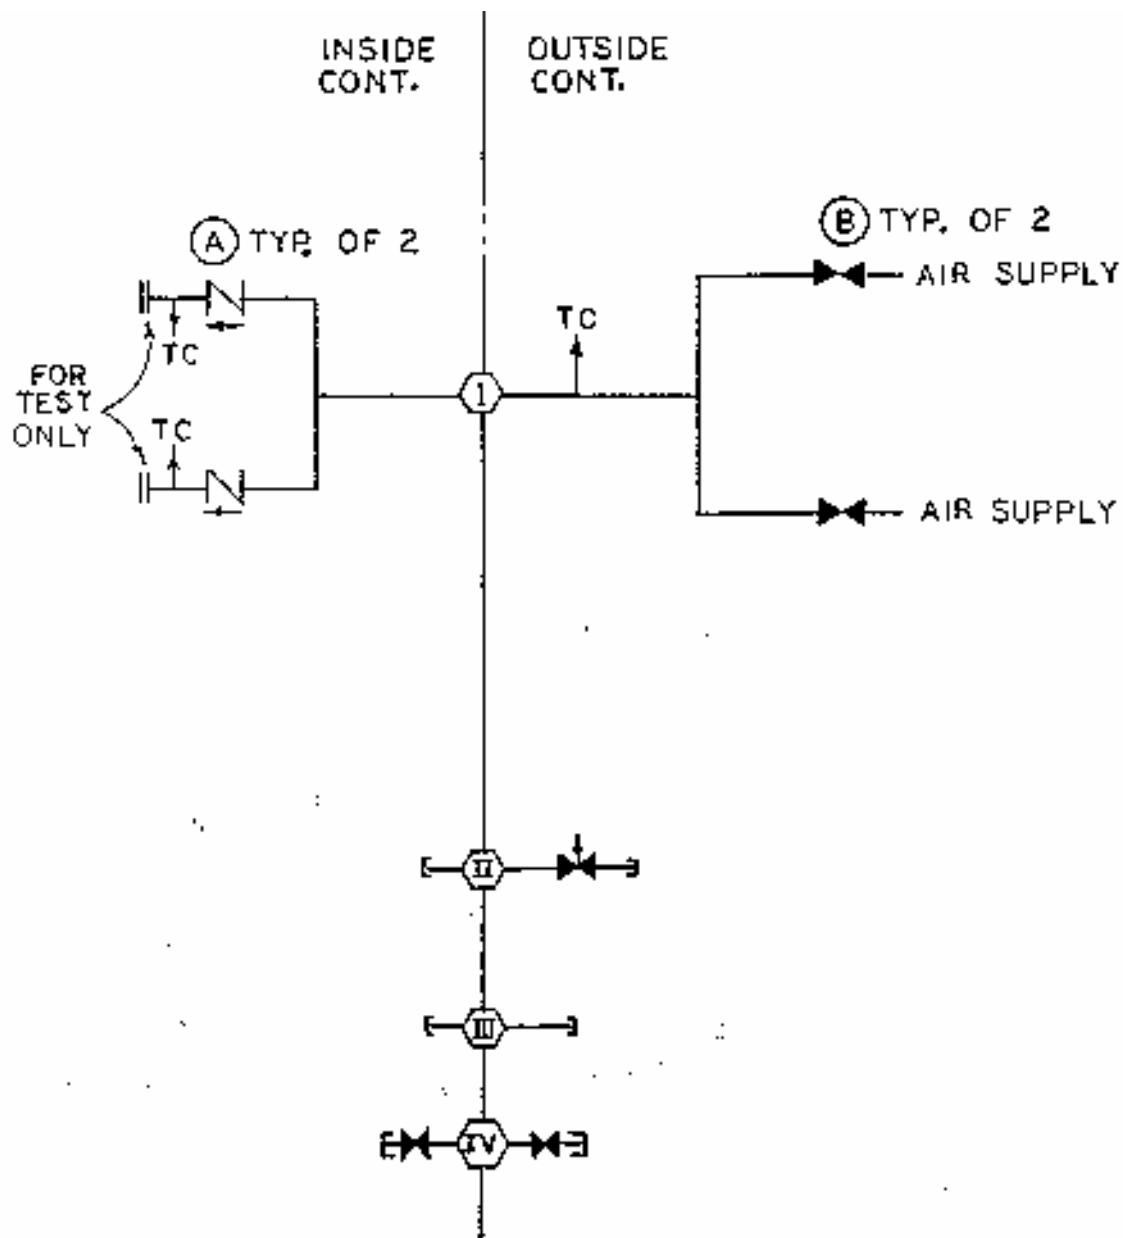 INSIDE
CONT.
OUTSIDE
CONT.
A TYP. OF 2
B TYP. OF 2
AIR SUPPLY
TC
TC
FOR
TEST
ONLY
TC
I
AIR SUPPLY
II
III
IV